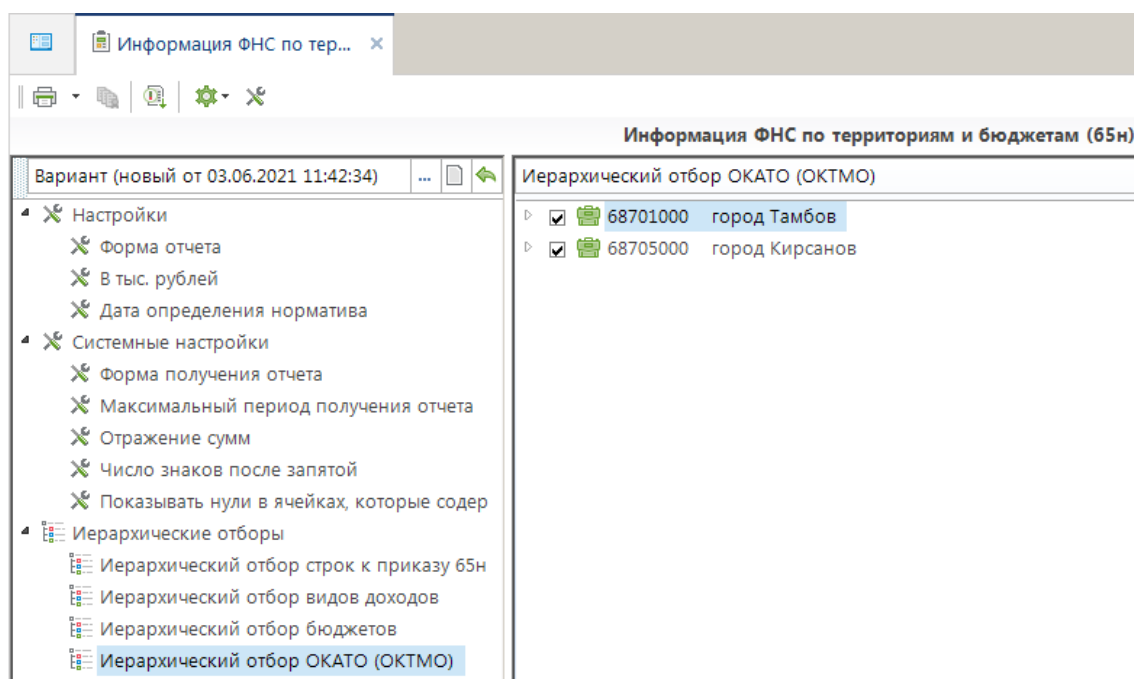 Информация ФНС по тер...
Информация ФНС по территориям и бюджетам (65н)
Вариант (новый от 03.06.2021 11:42:34) ...
Настройки
Форма отчета
В тыс. рублей
Дата определения норматива
Системные настройки
Форма получения отчета
Максимальный период получения отчета
Отражение сумм
Число знаков после запятой
Показывать нули в ячейках, которые содер
Иерархические отборы
Иерархический отбор строк к приказу 65н
Иерархический отбор видов доходов
Иерархический отбор бюджетов
Иерархический отбор ОКАТО (ОКТМО)
Иерархический отбор ОКАТО (ОКТМО)
68701000 город Тамбов
68705000 город Кирсанов